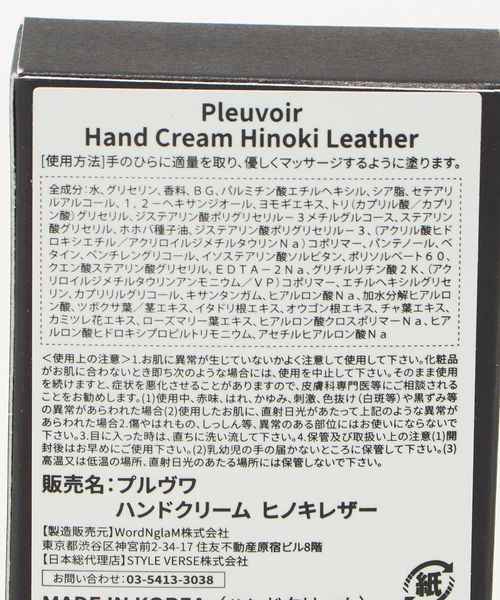 Pleuvoir
Hand Cream Hinoki Leather
[使用方法]手のひらに適量を取り、優しくマッサージするように塗ります。
全成分:水、グリセリン、香料、BG、パルミチン酸エチルヘキシル、シア脂、セテアリ
ルアルコール、1,2-ヘキサンジオール、ヨモギエキス、トリ(カプリル酸/カプ
リン酸)グリセリル、ジステアリン酸ポリグリセリル-3メチルグルコース、ステアリン
酸グリセリル、ホホバ種子油、ジステアリン酸ポリグリセリル-3、(アクリル酸ヒド
ロキシエチル/アクリロイルジメチルタウリンNa)コポリマー、パンテノール、ベ
タイン、ペンチレングリコール、イソステアリン酸ソルビタン、ポリソルベート60、
クエン酸ステアリン酸グリセリル、EDTA-2Na、グリチルリチン酸2K、(アク
リロイルジメチルタウリンアンモニウム/VP)コポリマー、エチルヘキシルグリセ
リン、カプリリルグリコール、キサンタンガム、ヒアルロン酸Na、加水分解ヒアルロ
ン酸、ツボクサ葉/茎エキス、イタドリ根エキス、オウゴン根エキス、チャ葉エキス、
カミツレ花エキス、ローズマリー葉エキス、ヒアルロン酸クロスポリマーNa、ヒア
ルロン酸ヒドロキシプロピルトリモニウム、アセチルヒアルロン酸Na
<使用上の注意>1.お肌に異常が生じていないかよく注意して使用して下さい。化粧品
がお肌に合わないとき即ち次のような場合には、使用を中止して下さい。そのまま使用
を続けますと、症状を悪化させることがありますので、皮膚科専門医等にご相談される
ことをお勧めします。(1)使用中、赤味、はれ、かゆみ、刺激、色抜け(白斑等)や黒ずみ等
の異常があらわれた場合(2)使用したお肌に、直射日光があたって上記のような異常が
あらわれた場合2.傷やはれもの、しっしん等、異常のある部位にはお使いにならないで
下さい。3.目に入った時は、直ちに洗い流して下さい。4.保管及び取扱い上の注意(1)開
封後はお早めにご使用下さい。(2)乳幼児の手の届かないところに保管して下さい。(3)
高温又は低温の場所、直射日光のあたる場所には保管しないで下さい。
販売名:プルヴワ
ハンドクリーム ヒノキレザー
【製造販売元】WordNglaM株式会社
東京都渋谷区神宮前2-34-17 住友不動産原宿ビル8階
【日本総代理店】STYLE VERSE株式会社
お問い合わせ:03-5413-3038
紙
MADE IN KOREA (ハンドクリーム)